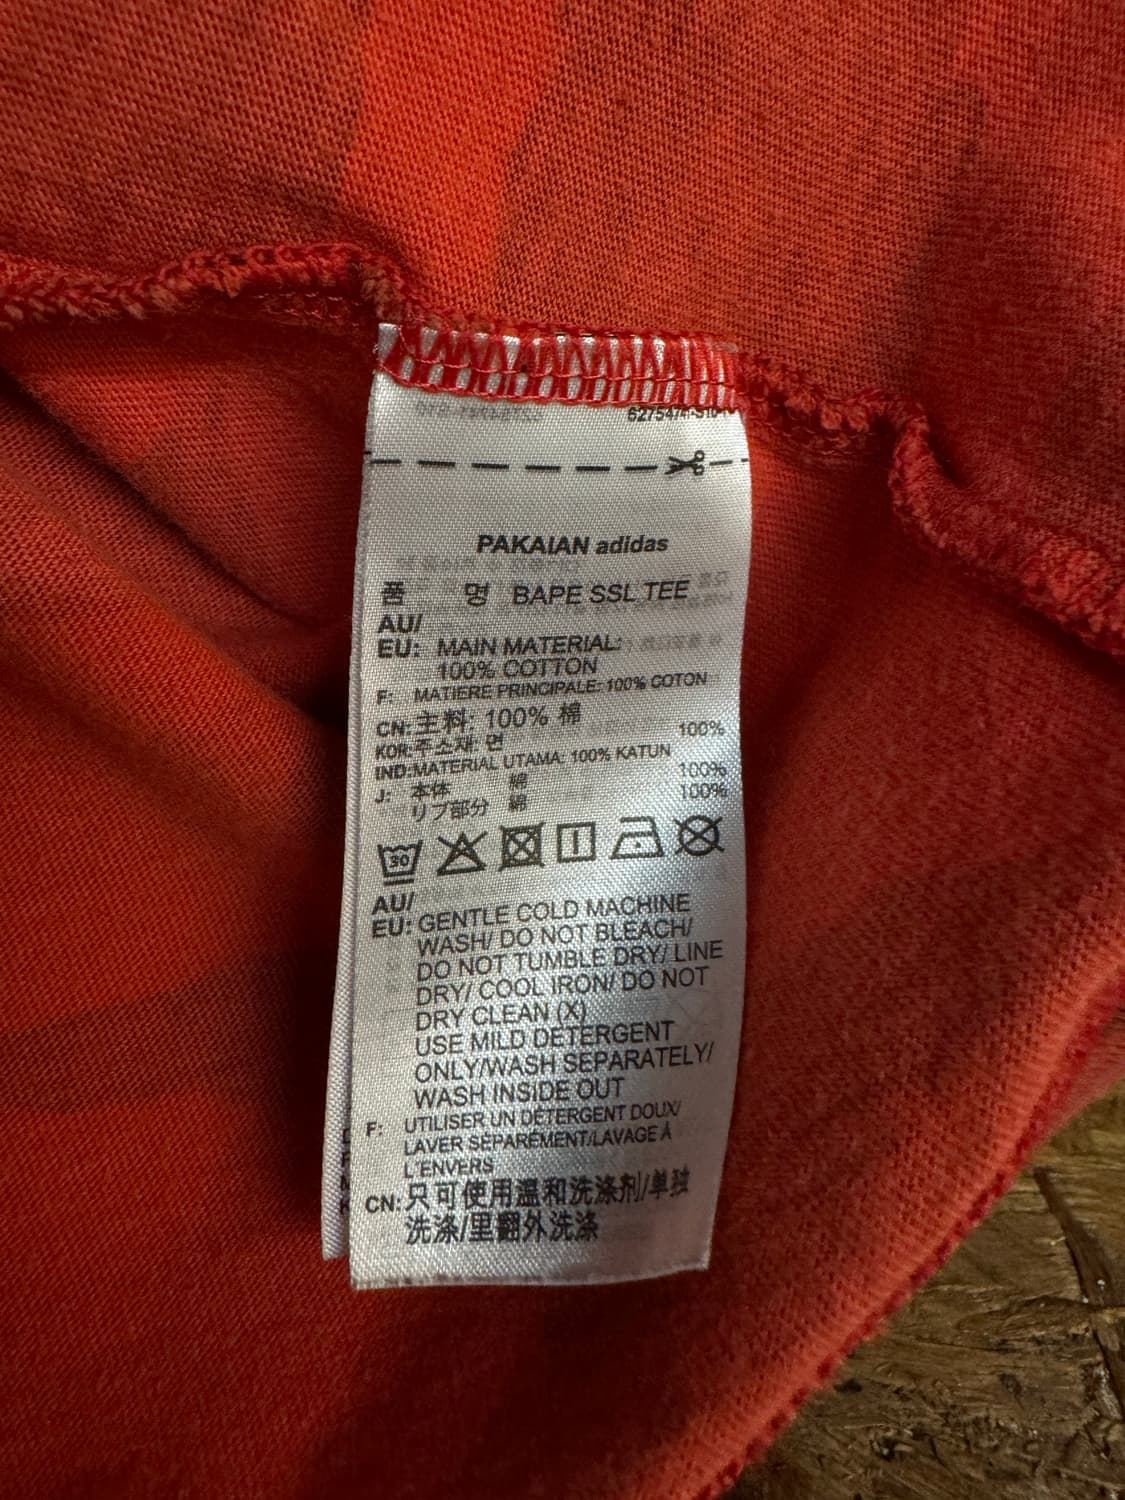 PAKAIAN adidas
품 명 BAPE SSL TEE
AU/
EU: MAIN MATERIAL:
100% COTTON
F: MATIERE PRINCIPALE: 100% COTON
CN: 主料: 100% 棉
KOR: 주소재: 면 100%
IND: MATERIAL UTAMA: 100% KATUN
J: 本体 綿 100%
リブ部分 綿 100%
30
AU/
EU: GENTLE COLD MACHINE
WASH/ DO NOT BLEACH/
DO NOT TUMBLE DRY/ LINE
DRY/ COOL IRON/ DO NOT
DRY CLEAN (X)
USE MILD DETERGENT
ONLY/WASH SEPARATELY/
WASH INSIDE OUT
F: UTILISER UN DÉTERGENT DOUX/
LAVER SÉPARÉMENT/LAVAGE À
L'ENVERS
CN: 只可使用温和洗涤剂/单独
洗涤/里翻外洗涤